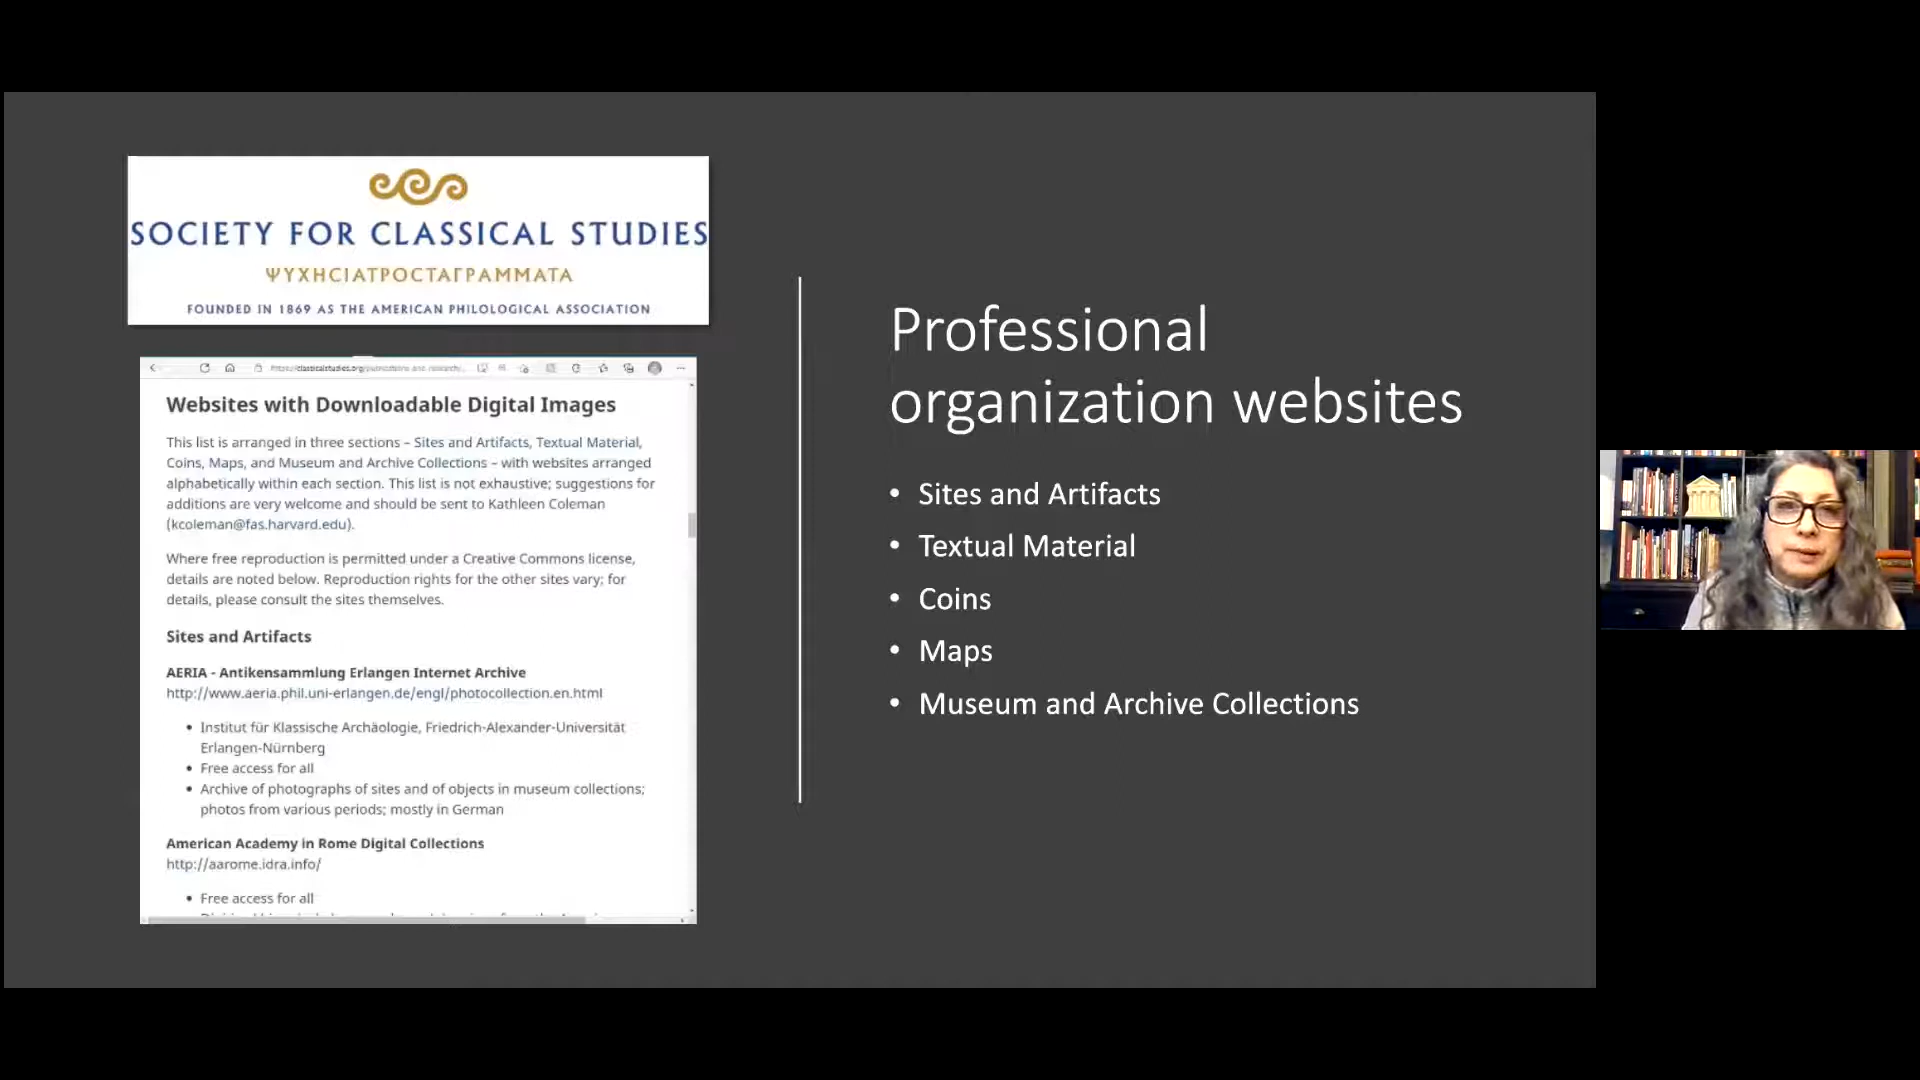 SOCIETY FOR CLASSICAL STUDIES
ΨΥΧΗСΙΑΤΡΟСΤΑΓΡΑΜΜΑΤΑ
FOUNDED IN 1869 AS THE AMERICAN PHILOLOGICAL ASSOCIATION
Websites with Downloadable Digital Images
This list is arranged in three sections – Sites and Artifacts, Textual Material,
Coins, Maps, and Museum and Archive Collections – with websites arranged
alphabetically within each section. This list is not exhaustive; suggestions for
additions are very welcome and should be sent to Kathleen Coleman
(kcoleman@fas.harvard.edu).
Where free reproduction is permitted under a Creative Commons license,
details are noted below. Reproduction rights for the other sites vary; for
details, please consult the sites themselves.
Sites and Artifacts
AERIA - Antikensammlung Erlangen Internet Archive
http://www.aeria.phil.uni-erlangen.de/engl/photocollection.en.html
• Institut für Klassische Archäologie, Friedrich-Alexander-Universität
Erlangen-Nürnberg
• Free access for all
• Archive of photographs of sites and of objects in museum collections;
photos from various periods; mostly in German
American Academy in Rome Digital Collections
http://aarome.idra.info/
• Free access for all
Professional
organization websites
• Sites and Artifacts
• Textual Material
• Coins
• Maps
• Museum and Archive Collections